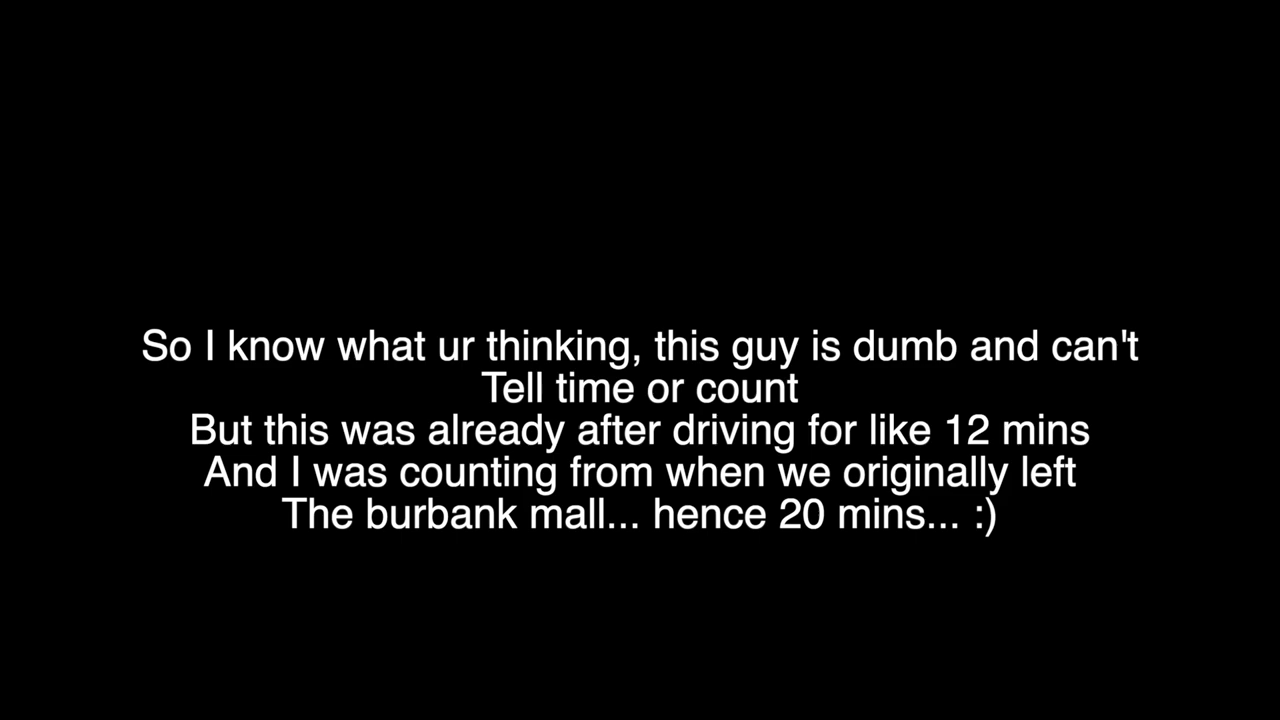 So I know what ur thinking, this guy is dumb and can't
Tell time or count
But this was already after driving for like 12 mins
And I was counting from when we originally left
The burbank mall... hence 20 mins... :)